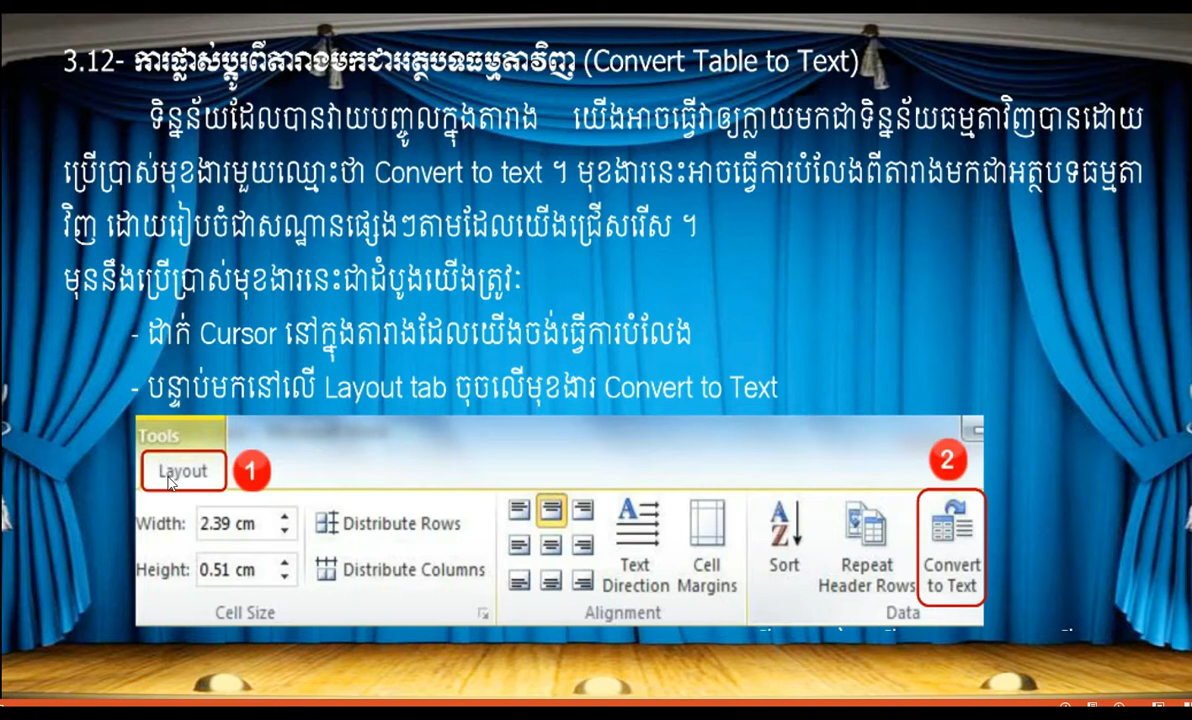 3.12- ការផ្លាស់ប្តូរពីតារាងមកជាអត្ថបទធម្មតាវិញ (Convert Table to Text)
ទិន្នន័យដែលបានវាយបញ្ចូលក្នុងតារាង យើងអាចធ្វើវាឲ្យក្លាយមកជាទិន្នន័យធម្មតាវិញបានដោយ
ប្រើប្រាស់មុខងារមួយឈ្មោះថា Convert to text ។ មុខងារនេះអាចធ្វើការបំលែងពីតារាងមកជាអត្ថបទធម្មតា
វិញ ដោយរៀបចំជាសណ្ឋានផ្សេងៗតាមដែលយើងជ្រើសរើស ។
មុននឹងប្រើប្រាស់មុខងារនេះជាដំបូងយើងត្រូវៈ
- ដាក់ Cursor នៅក្នុងតារាងដែលយើងចង់ធ្វើការបំលែង
- បន្ទាប់មកនៅលើ Layout tab ចុចលើមុខងារ Convert to Text
Tools
Layout 1 2
Width: 2.39 cm Distribute Rows
Height: 0.51 cm Distribute Columns
Cell Size
Text Direction
Cell Margins
Alignment
Sort
Repeat Header Rows
Convert to Text
Data